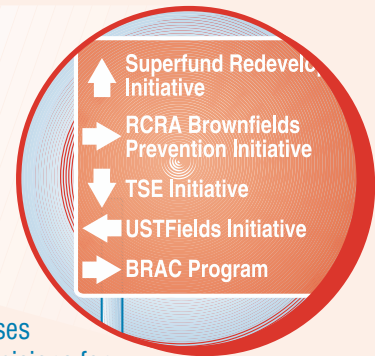 Superfund Redevelo
Initiative
RCRA Brownfields
Prevention Initiative
TSE Initiative
USTFields Initiative
BRAC Program
ses